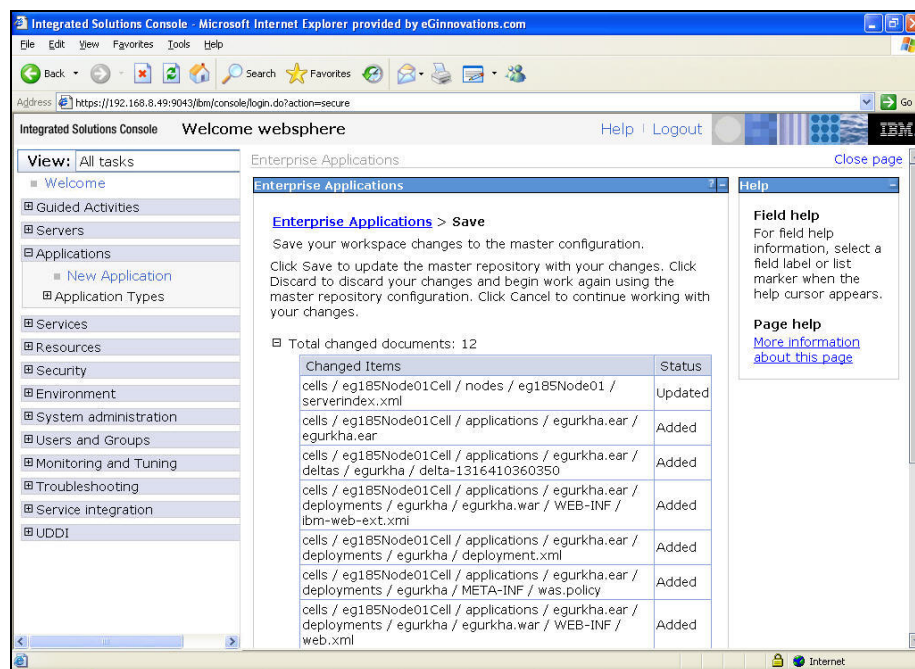 Integrated Solutions Console - Microsoft Internet Explorer provided by eGinnovations.com
File Edit View Favorites Tools Help
Back Search Favorites
Address https://192.168.8.49:9043/ibm/console/login.do?action=secure Go
Integrated Solutions Console Welcome websphere Help | Logout IBM
View: All tasks
Welcome
Guided Activities
Servers
Applications
New Application
Application Types
Services
Resources
Security
Environment
System administration
Users and Groups
Monitoring and Tuning
Troubleshooting
Service integration
UDDI
Enterprise Applications Close page
Enterprise Applications ? -
Enterprise Applications > Save
Save your workspace changes to the master configuration.
Click Save to update the master repository with your changes. Click
Discard to discard your changes and begin work again using the
master repository configuration. Click Cancel to continue working with
your changes.
Total changed documents: 12
Changed Items Status
cells / eg185Node01Cell / nodes / eg185Node01 /
serverindex.xml Updated
cells / eg185Node01Cell / applications / egurkha.ear /
egurkha.ear Added
cells / eg185Node01Cell / applications / egurkha.ear /
deltas / egurkha / delta-1316410360350 Added
cells / eg185Node01Cell / applications / egurkha.ear /
deployments / egurkha / egurkha.war / WEB-INF / Added
ibm-web-ext.xmi
cells / eg185Node01Cell / applications / egurkha.ear /
deployments / egurkha / deployment.xml Added
cells / eg185Node01Cell / applications / egurkha.ear /
deployments / egurkha / META-INF / was.policy Added
cells / eg185Node01Cell / applications / egurkha.ear /
deployments / egurkha / egurkha.war / WEB-INF / Added
web.xml
Help -
Field help
For field help
information, select a
field label or list
marker when the
help cursor appears.
Page help
More information
about this page
Internet